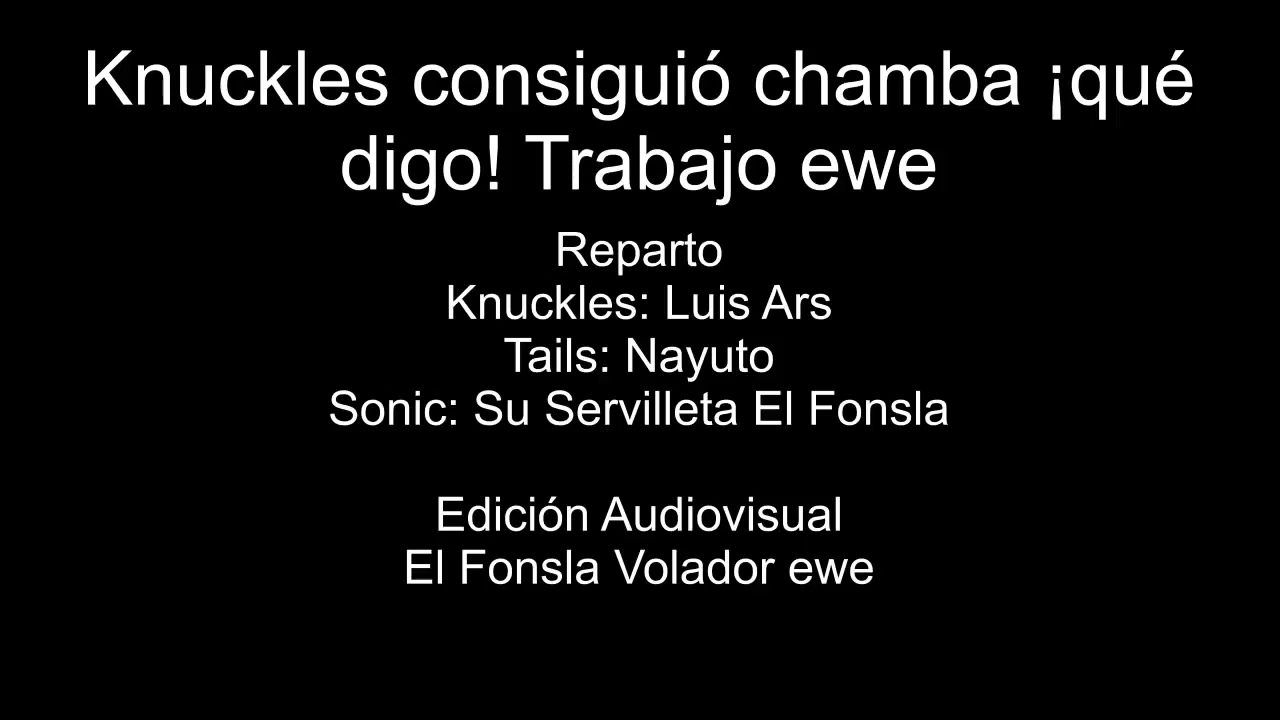 Knuckles consiguió chamba ¡qué
digo! Trabajo ewe
Reparto
Knuckles: Luis Ars
Tails: Nayuto
Sonic: Su Servilleta El Fonsla
Edición Audiovisual
El Fonsla Volador ewe